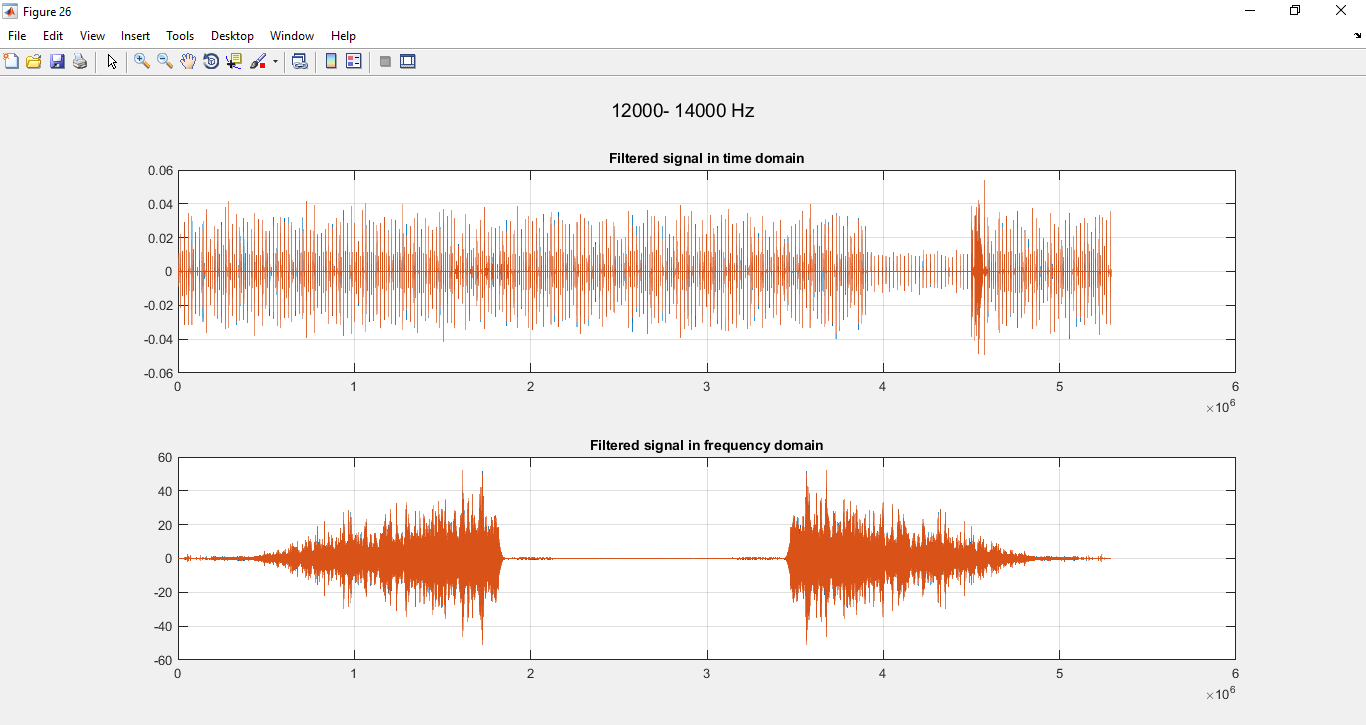 Figure 26
File Edit View Insert Tools Desktop Window Help
12000- 14000 Hz
Filtered signal in time domain
0.06
0.04
0.02
0
-0.02
-0.04
-0.06
0 1 2 3 4 5 6
×10^6
Filtered signal in frequency domain
60
40
20
0
-20
-40
-60
0 1 2 3 4 5 6
×10^6